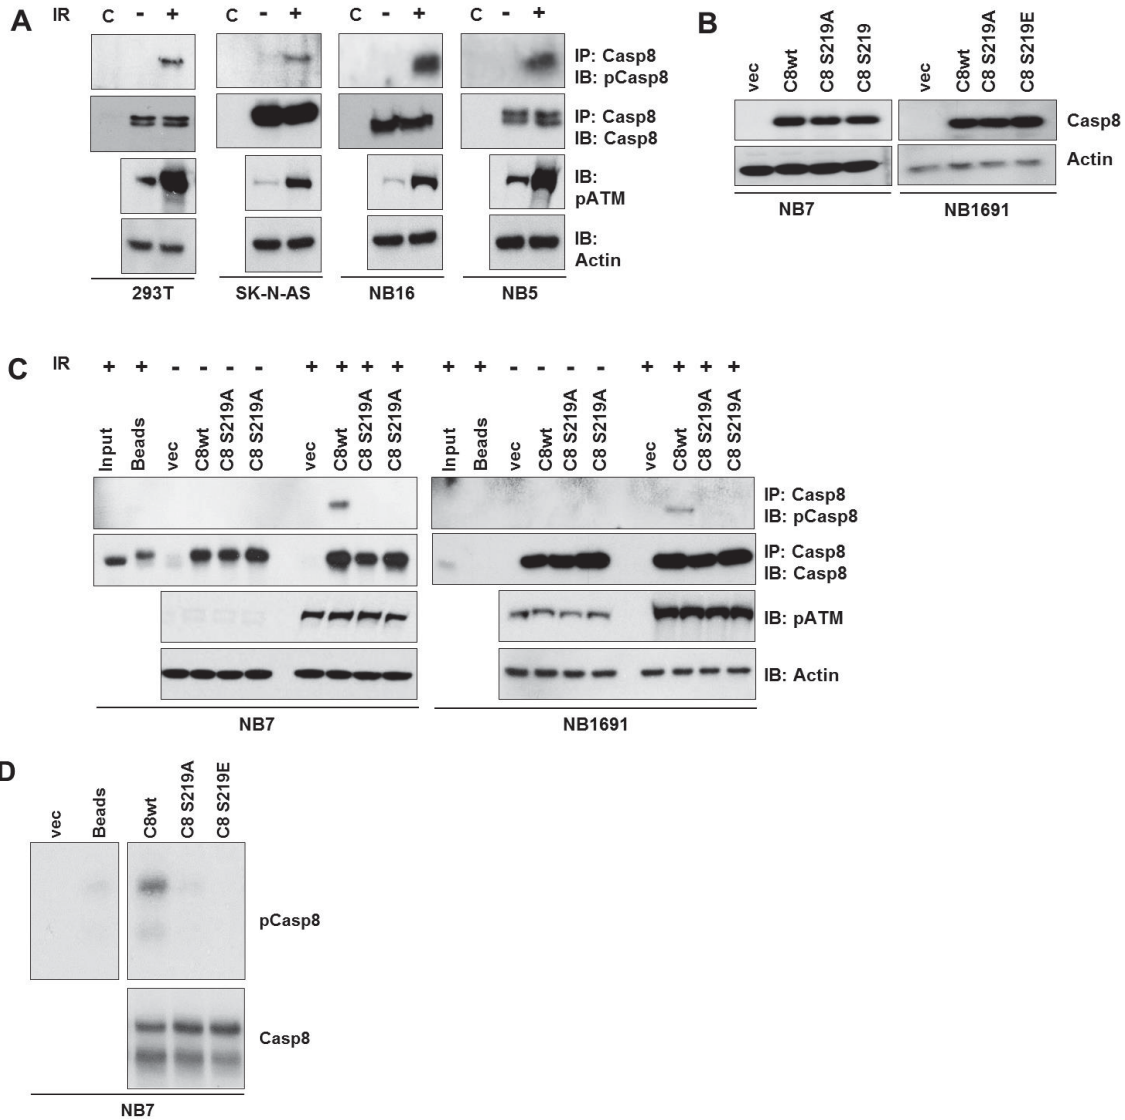 A
IR C - + C - + C - + C - +
IP: Casp8
IB: pCasp8
IP: Casp8
IB: Casp8
IB:
pATM
IB:
Actin
293T SK-N-AS NB16 NB5
B
vec C8wt C8 S219A C8 S219 vec C8wt C8 S219A C8 S219E
Casp8
Actin
NB7 NB1691
C
IR + + - - - - + + + + + + - - - - + + + +
Input Beads vec C8wt C8 S219A C8 S219A vec C8wt C8 S219A C8 S219A Input Beads vec C8wt C8 S219A C8 S219A vec C8wt C8 S219A C8 S219A
IP: Casp8
IB: pCasp8
IP: Casp8
IB: Casp8
IB: pATM
IB: Actin
NB7 NB1691
D
vec Beads C8wt C8 S219A C8 S219E
pCasp8
Casp8
NB7